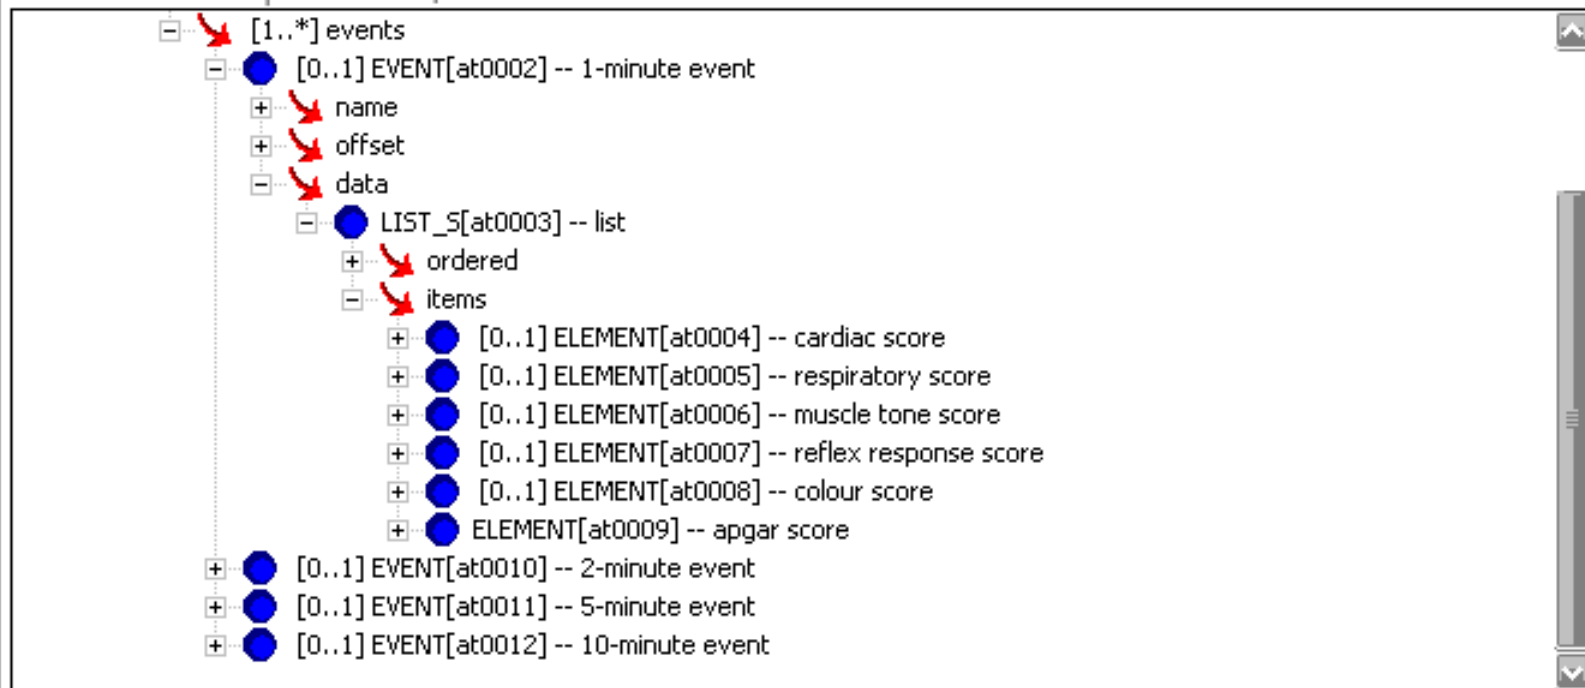 [1..*] events
[0..1] EVENT[at0002] -- 1-minute event
name
offset
data
LIST_S[at0003] -- list
ordered
items
[0..1] ELEMENT[at0004] -- cardiac score
[0..1] ELEMENT[at0005] -- respiratory score
[0..1] ELEMENT[at0006] -- muscle tone score
[0..1] ELEMENT[at0007] -- reflex response score
[0..1] ELEMENT[at0008] -- colour score
ELEMENT[at0009] -- apgar score
[0..1] EVENT[at0010] -- 2-minute event
[0..1] EVENT[at0011] -- 5-minute event
[0..1] EVENT[at0012] -- 10-minute event